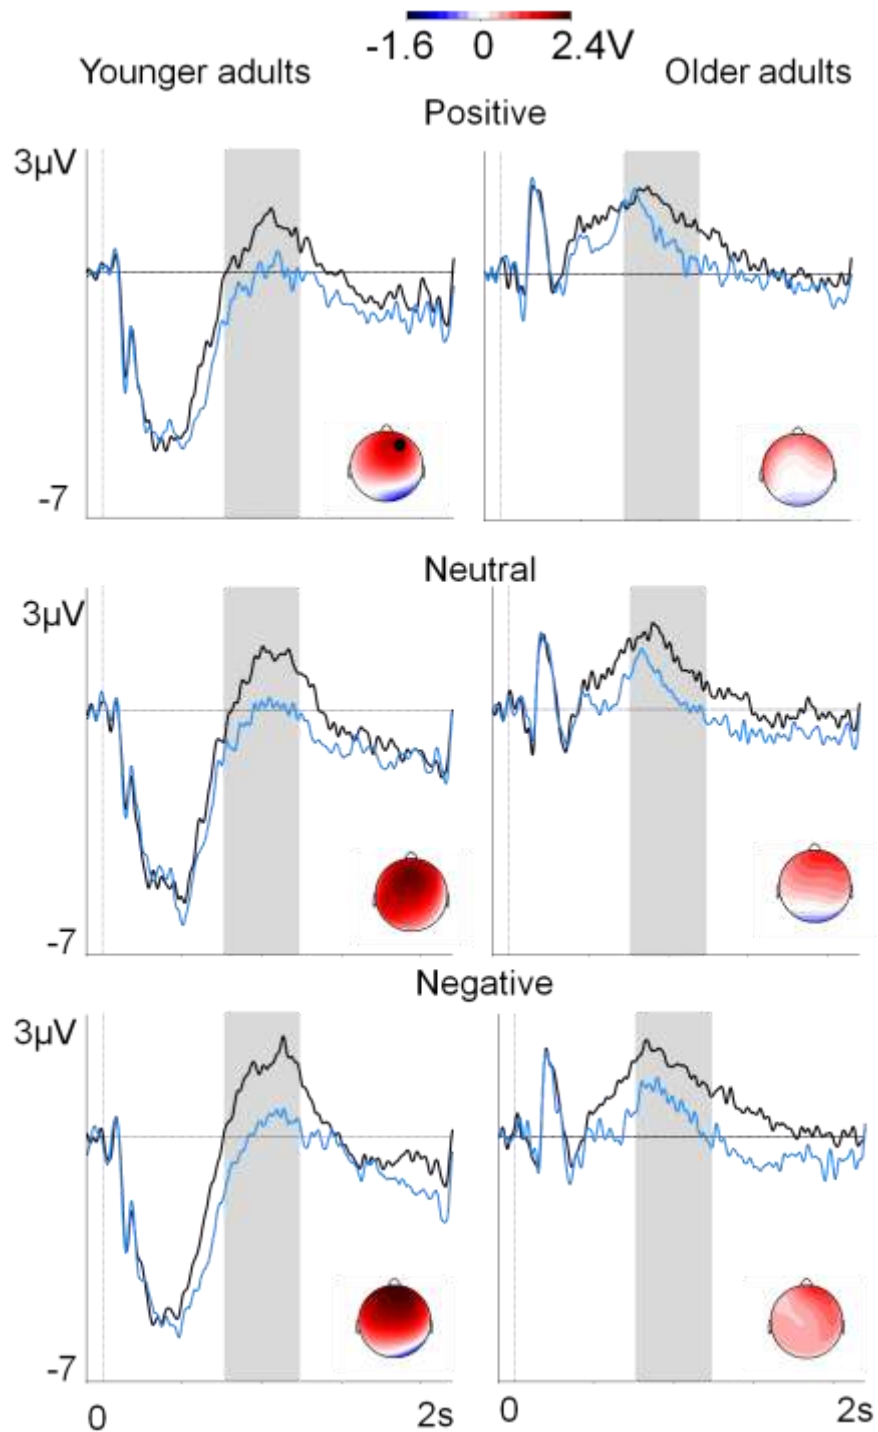 -1.6 0 2.4V
Younger adults Older adults
Positive
3µV
-7
Neutral
3µV
-7
Negative
3µV
-7
0 2s 0 2s